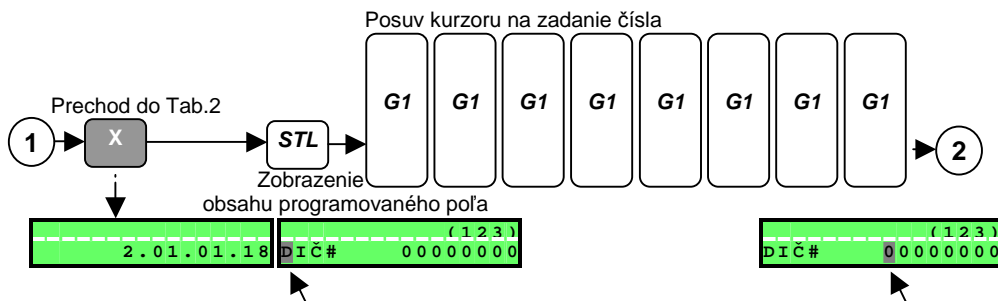 Posuv kurzoru na zadanie čísla
G1 G1 G1 G1 G1 G1 G1 G1
Prechod do Tab.2
1 X STL 2
Zobrazenie
obsahu programovaného poľa
(123) (123)
2.01.01.18 DIČ# 00000000 DIČ# 00000000